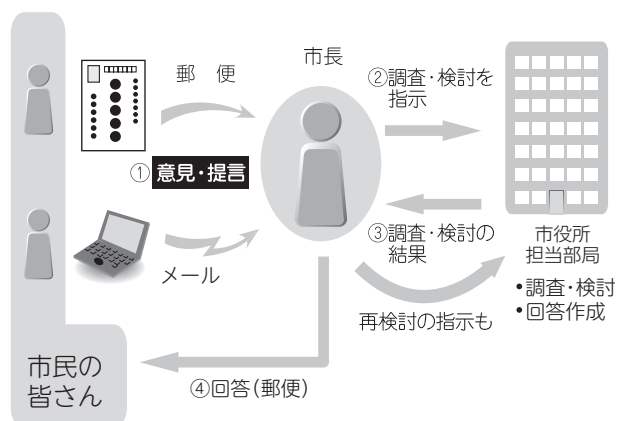 郵 便
市長
②調査・検討を
指示
① 意見・提言
メール
③調査・検討の
結果
市役所
担当部局
•調査・検討
•回答作成
再検討の指示も
市民の
皆さん
④回答(郵便)